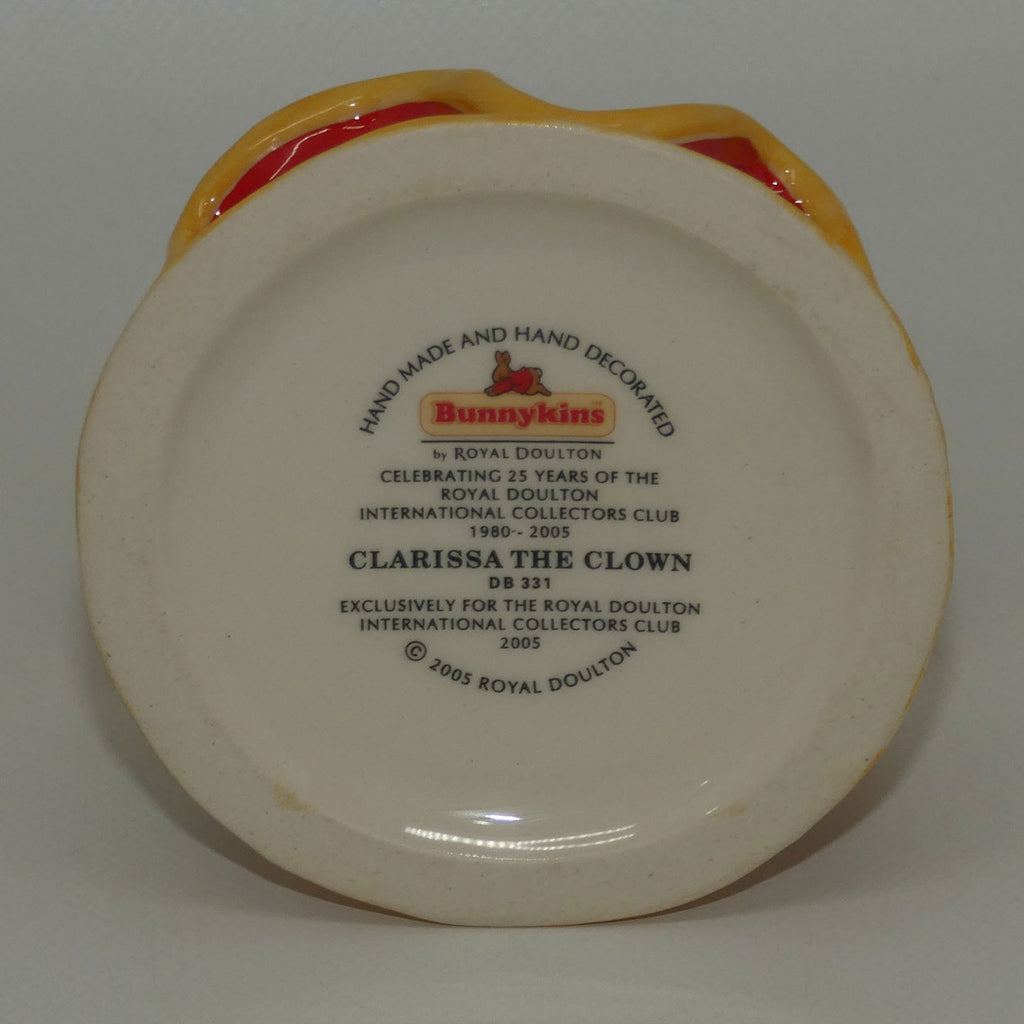 HAND MADE AND HAND DECORATED
Bunnykins™
by ROYAL DOULTON
CELEBRATING 25 YEARS OF THE
ROYAL DOULTON
INTERNATIONAL COLLECTORS CLUB
1980-- 2005
CLARISSA THE CLOWN
DB 331
EXCLUSIVELY FOR THE ROYAL DOULTON
INTERNATIONAL COLLECTORS CLUB
2005
© 2005 ROYAL DOULTON